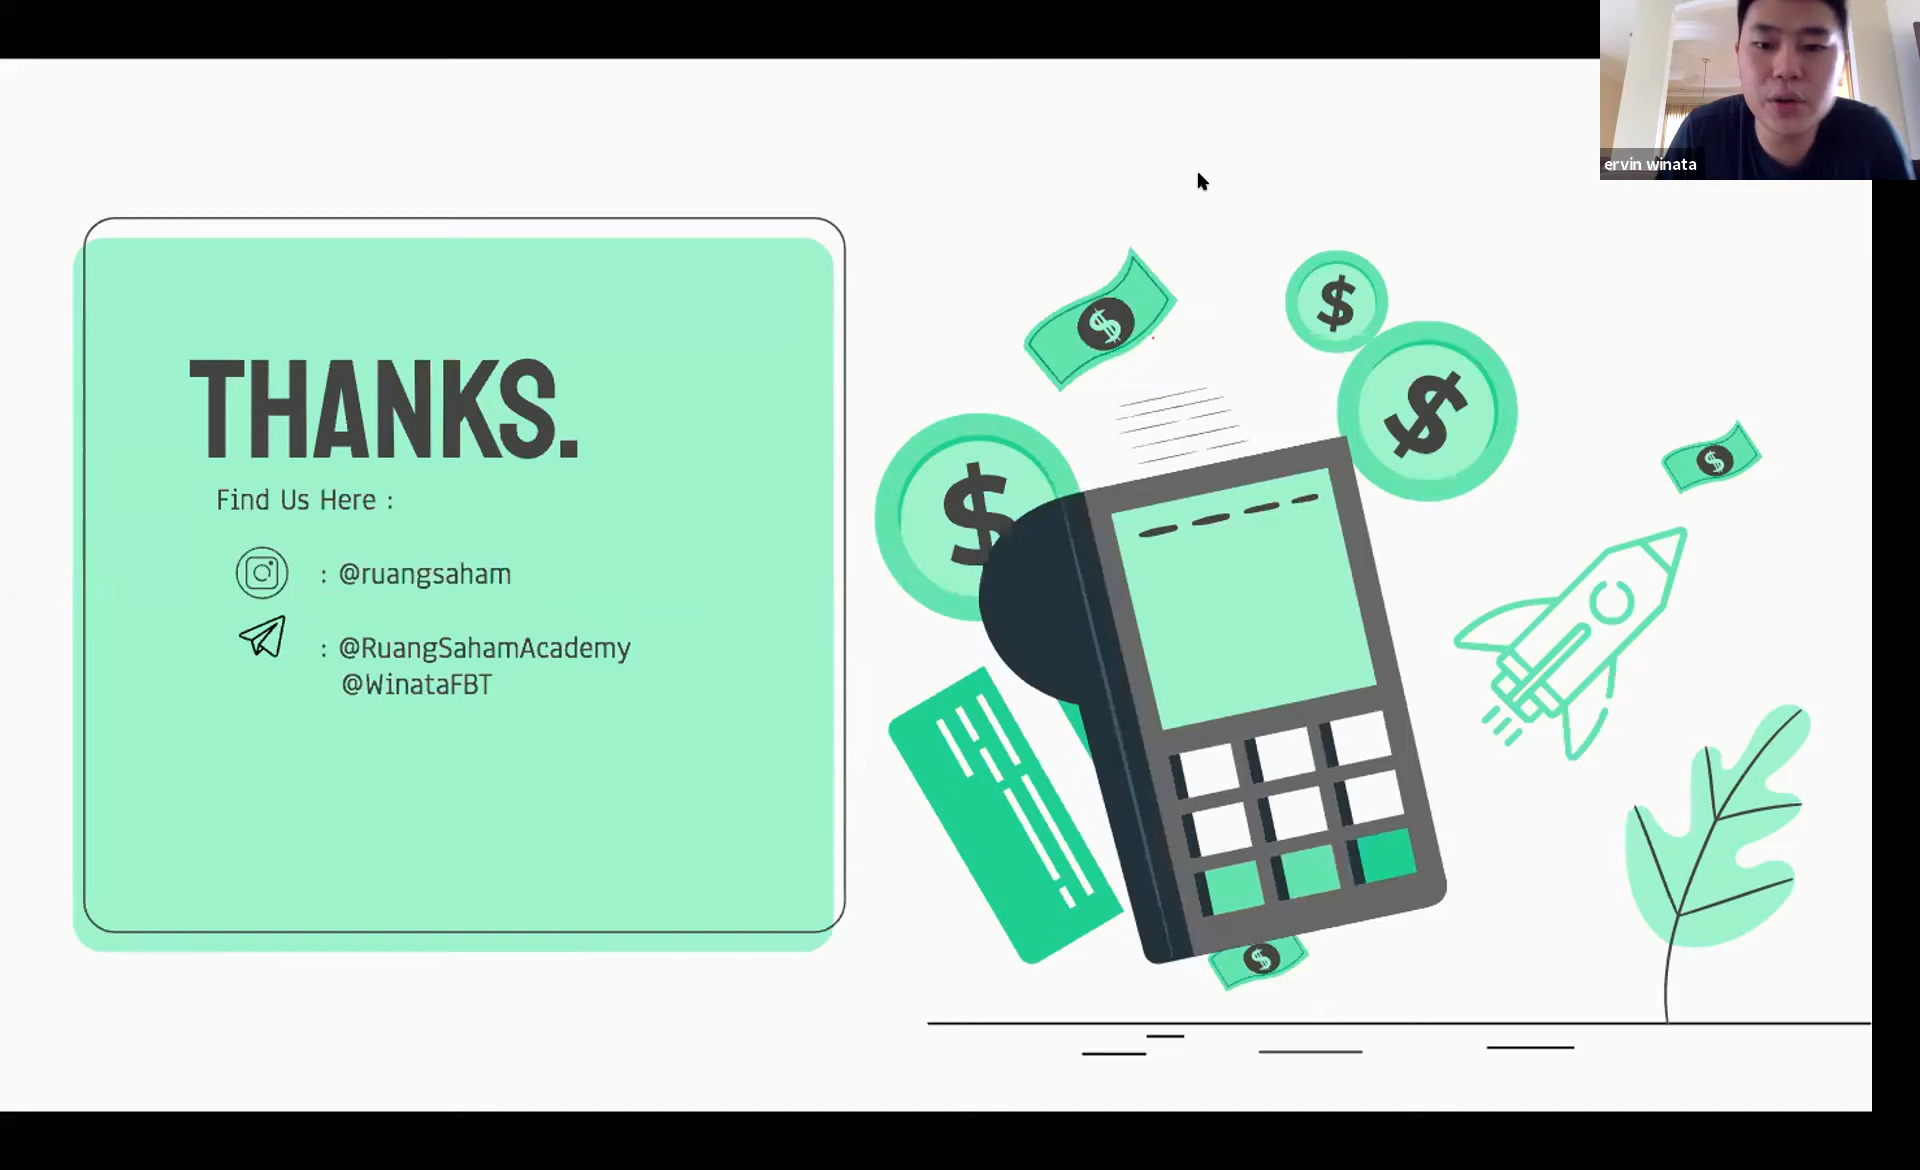 ervin winata
THANKS.
Find Us Here :
: @ruangsaham
: @RuangSahamAcademy
@WinataFBT
$
$
$
$
$
$